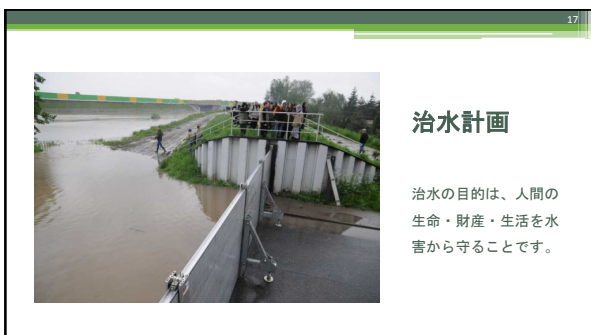 17
治水計画
治水の目的は、人間の
生命・財産・生活を水
害から守ることです。